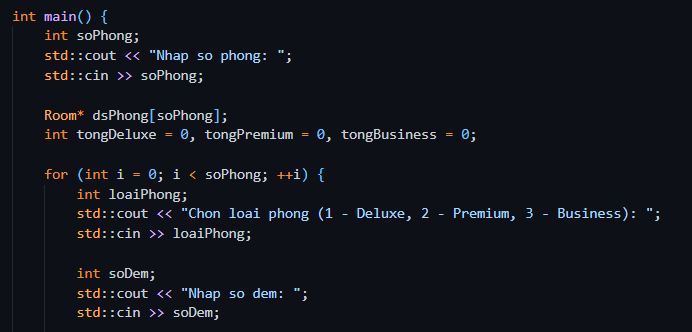 int main() {
    int soPhong;
    std::cout << "Nhap so phong: ";
    std::cin >> soPhong;

    Room* dsPhong[soPhong];
    int tongDeluxe = 0, tongPremium = 0, tongBusiness = 0;

    for (int i = 0; i < soPhong; ++i) {
        int loaiPhong;
        std::cout << "Chon loai phong (1 - Deluxe, 2 - Premium, 3 - Business): ";
        std::cin >> loaiPhong;

        int soDem;
        std::cout << "Nhap so dem: ";
        std::cin >> soDem;